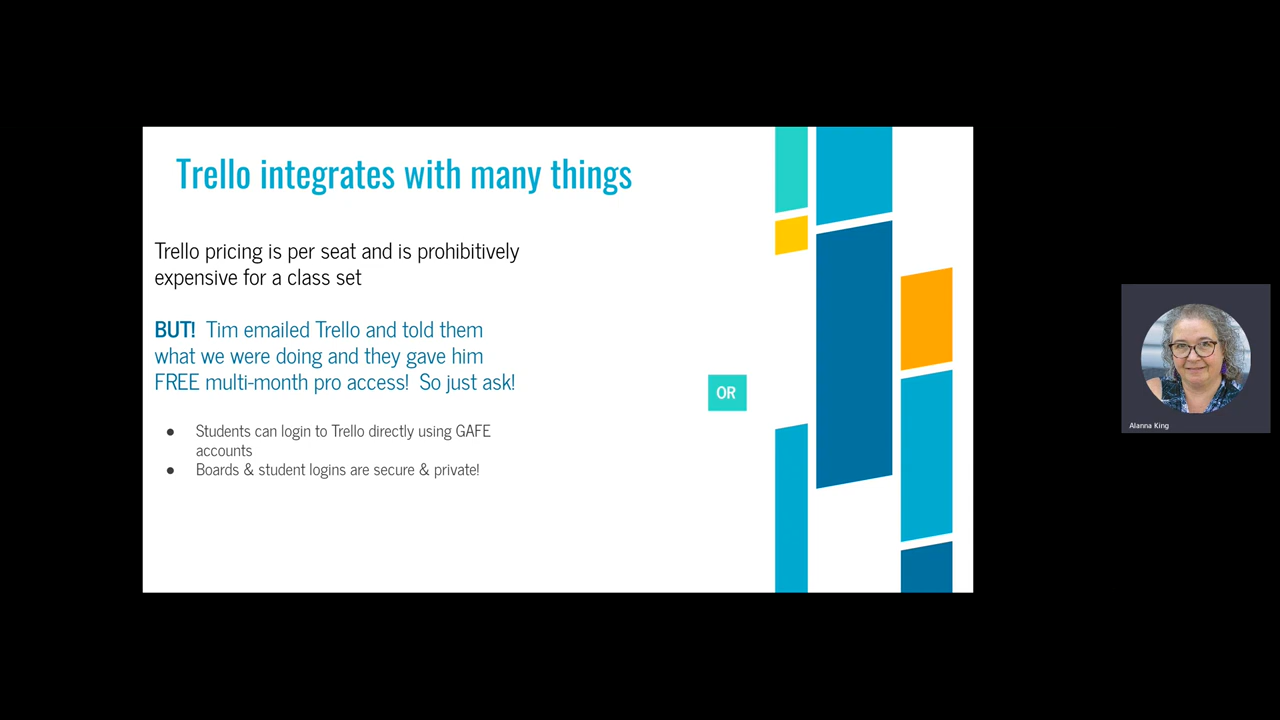 Trello integrates with many things
Trello pricing is per seat and is prohibitively
expensive for a class set
BUT! Tim emailed Trello and told them
what we were doing and they gave him
FREE multi-month pro access! So just ask!
OR
● Students can login to Trello directly using GAFE
accounts
● Boards & student logins are secure & private!
Alanna King